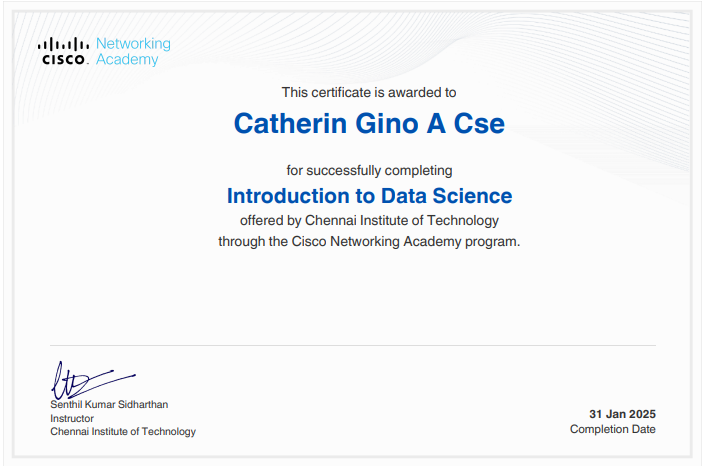 Networking
CISCO. Academy
This certificate is awarded to
Catherin Gino A Cse
for successfully completing
Introduction to Data Science
offered by Chennai Institute of Technology
through the Cisco Networking Academy program.
Senthil Kumar Sidharthan
Instructor
Chennai Institute of Technology
31 Jan 2025
Completion Date